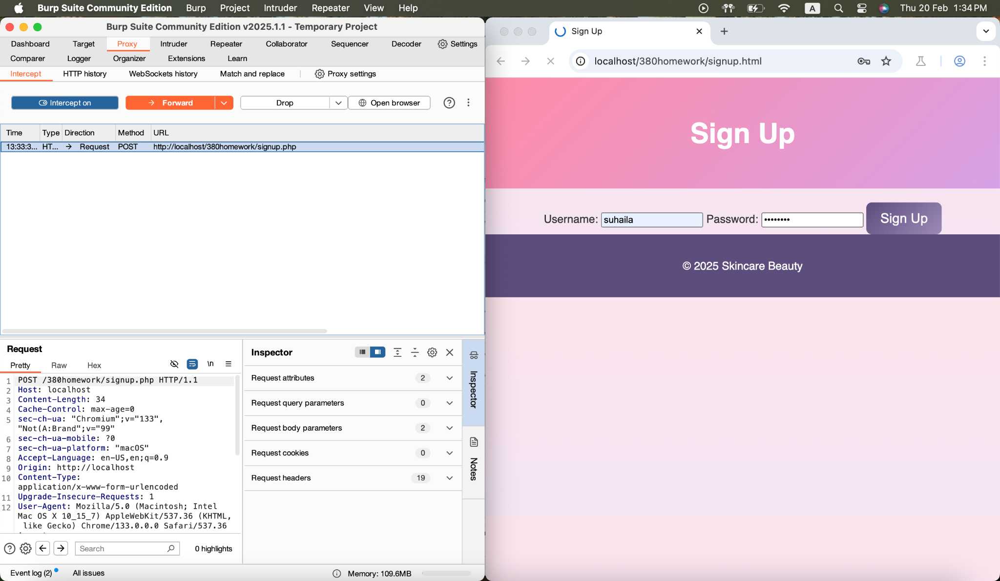 Burp Suite Community Edition Burp Project Intruder Repeater View Help A Thu 20 Feb 1:34 PM
Burp Suite Community Edition v2025.1.1 - Temporary Project
Dashboard Target Proxy Intruder Repeater Collaborator Sequencer Decoder Settings
Comparer Logger Organizer Extensions Learn
Intercept HTTP history WebSockets history Match and replace Proxy settings
Intercept on Forward Drop Open browser
Time Type Direction Method URL
13:33:3... HT... → Request POST http://localhost/380homework/signup.php
Request
Pretty Raw Hex \n
1 POST /380homework/signup.php HTTP/1.1
2 Host: localhost
3 Content-Length: 34
4 Cache-Control: max-age=0
5 sec-ch-ua: "Chromium";v="133",
"Not(A:Brand";v="99"
6 sec-ch-ua-mobile: ?0
7 sec-ch-ua-platform: "macOS"
8 Accept-Language: en-US,en;q=0.9
9 Origin: http://localhost
10 Content-Type:
application/x-www-form-urlencoded
11 Upgrade-Insecure-Requests: 1
12 User-Agent: Mozilla/5.0 (Macintosh; Intel
Mac OS X 10_15_7) AppleWebKit/537.36 (KHTML,
like Gecko) Chrome/133.0.0.0 Safari/537.36
Search 0 highlights
Inspector
Request attributes 2
Request query parameters 0
Request body parameters 2
Request cookies 0
Request headers 19
Inspector
Notes
Event log (2) All issues Memory: 109.6MB
Sign Up
localhost/380homework/signup.html
Sign Up
Username: suhaila Password: •••••••• Sign Up
© 2025 Skincare Beauty